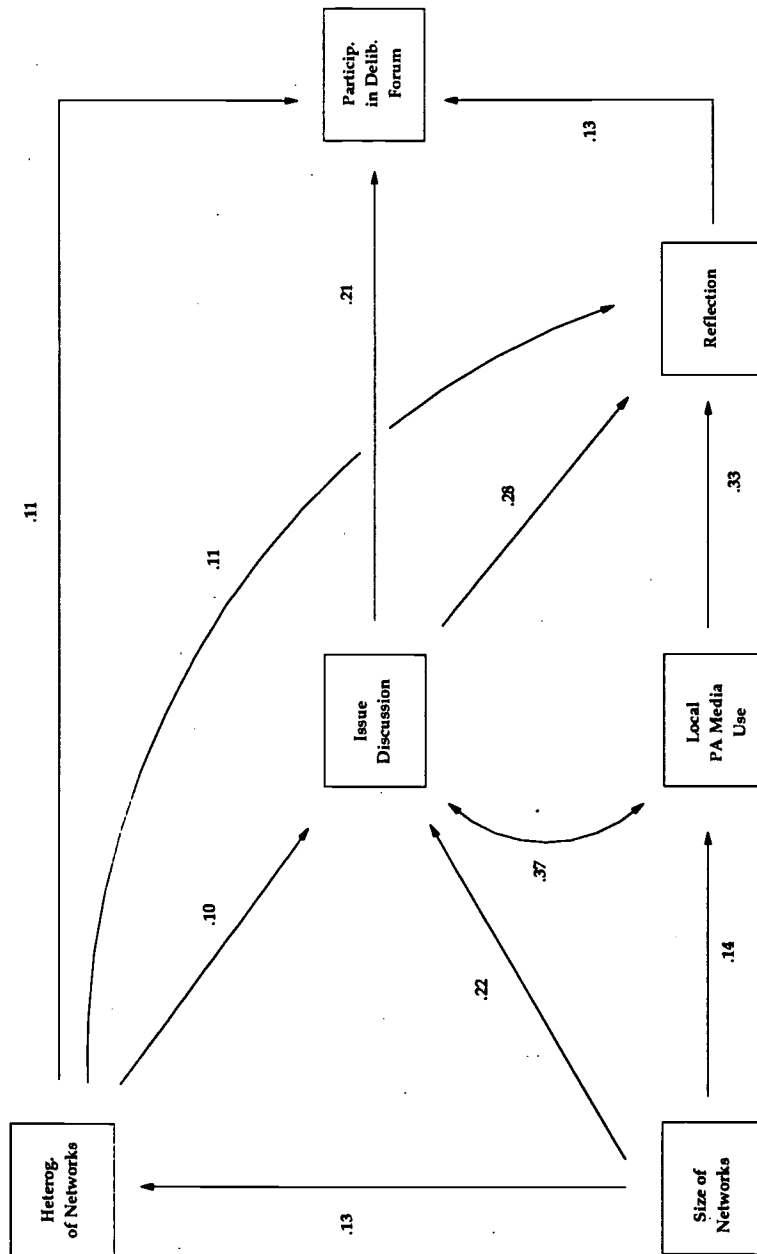 Heterog.
of Networks
.11
.11
.10
.13
Particip.
in Delib.
Forum
Issue
Discussion
.21
.22
.37
.28
.13
Size of
Networks
.14
Local
PA Media
Use
.33
Reflection